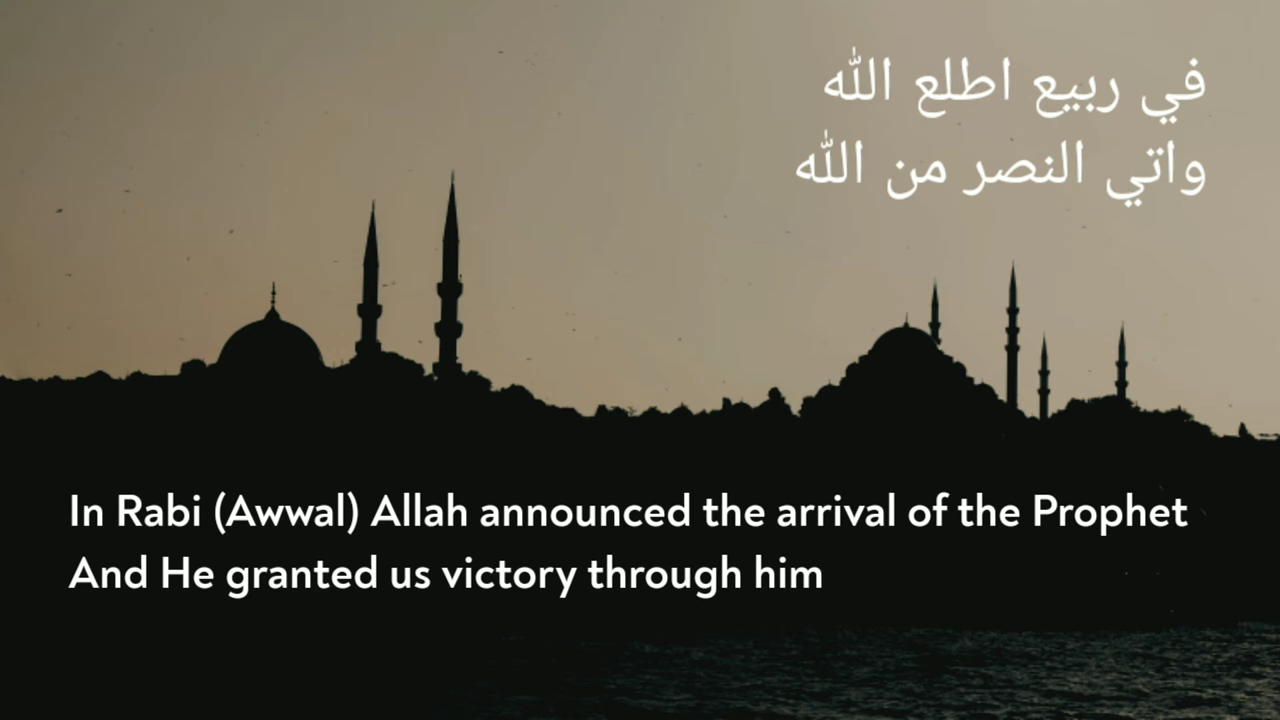 في ربيع اطلع الله
واتي النصر من الله
In Rabi (Awwal) Allah announced the arrival of the Prophet
And He granted us victory through him